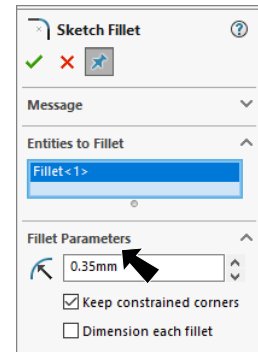 Sketch Fillet
Message
Entities to Fillet
Fillet<1>
Fillet Parameters
0.35mm
Keep constrained corners
Dimension each fillet